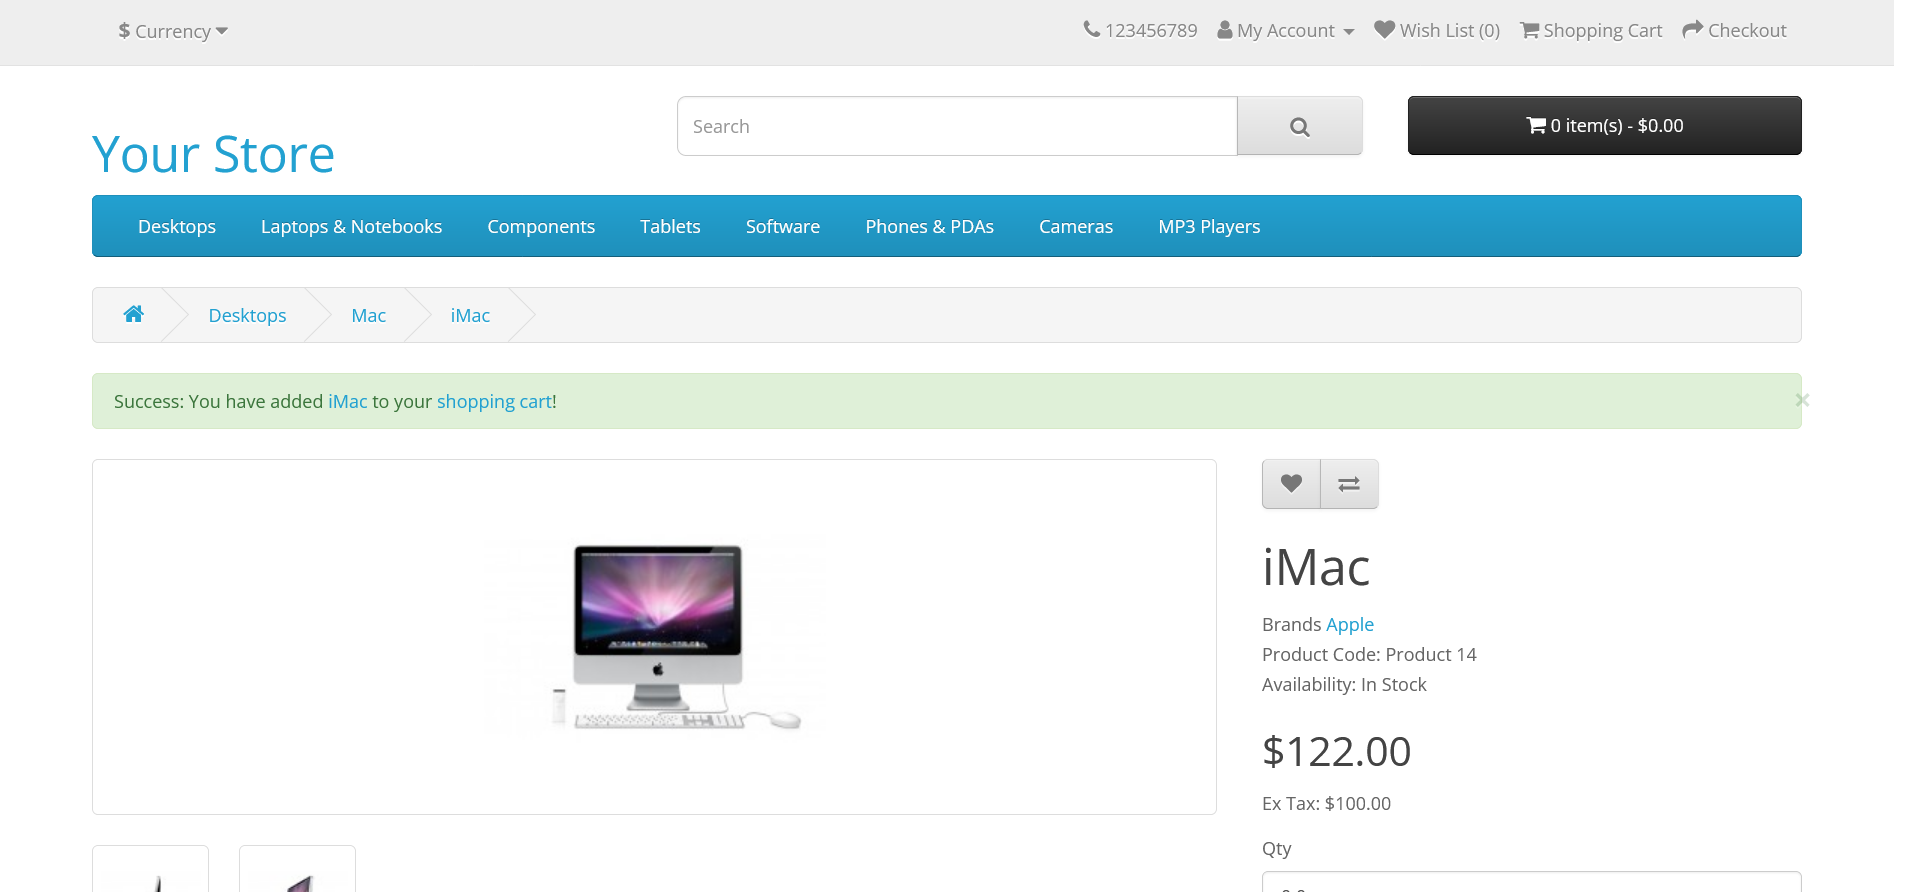 $ Currency
123456789 My Account Wish List (0) Shopping Cart Checkout
Your Store
Search
0 item(s) - $0.00
Desktops Laptops & Notebooks Components Tablets Software Phones & PDAs Cameras MP3 Players
Desktops Mac iMac
Success: You have added iMac to your shopping cart!
×
iMac
Brands Apple
Product Code: Product 14
Availability: In Stock
$122.00
Ex Tax: $100.00
Qty